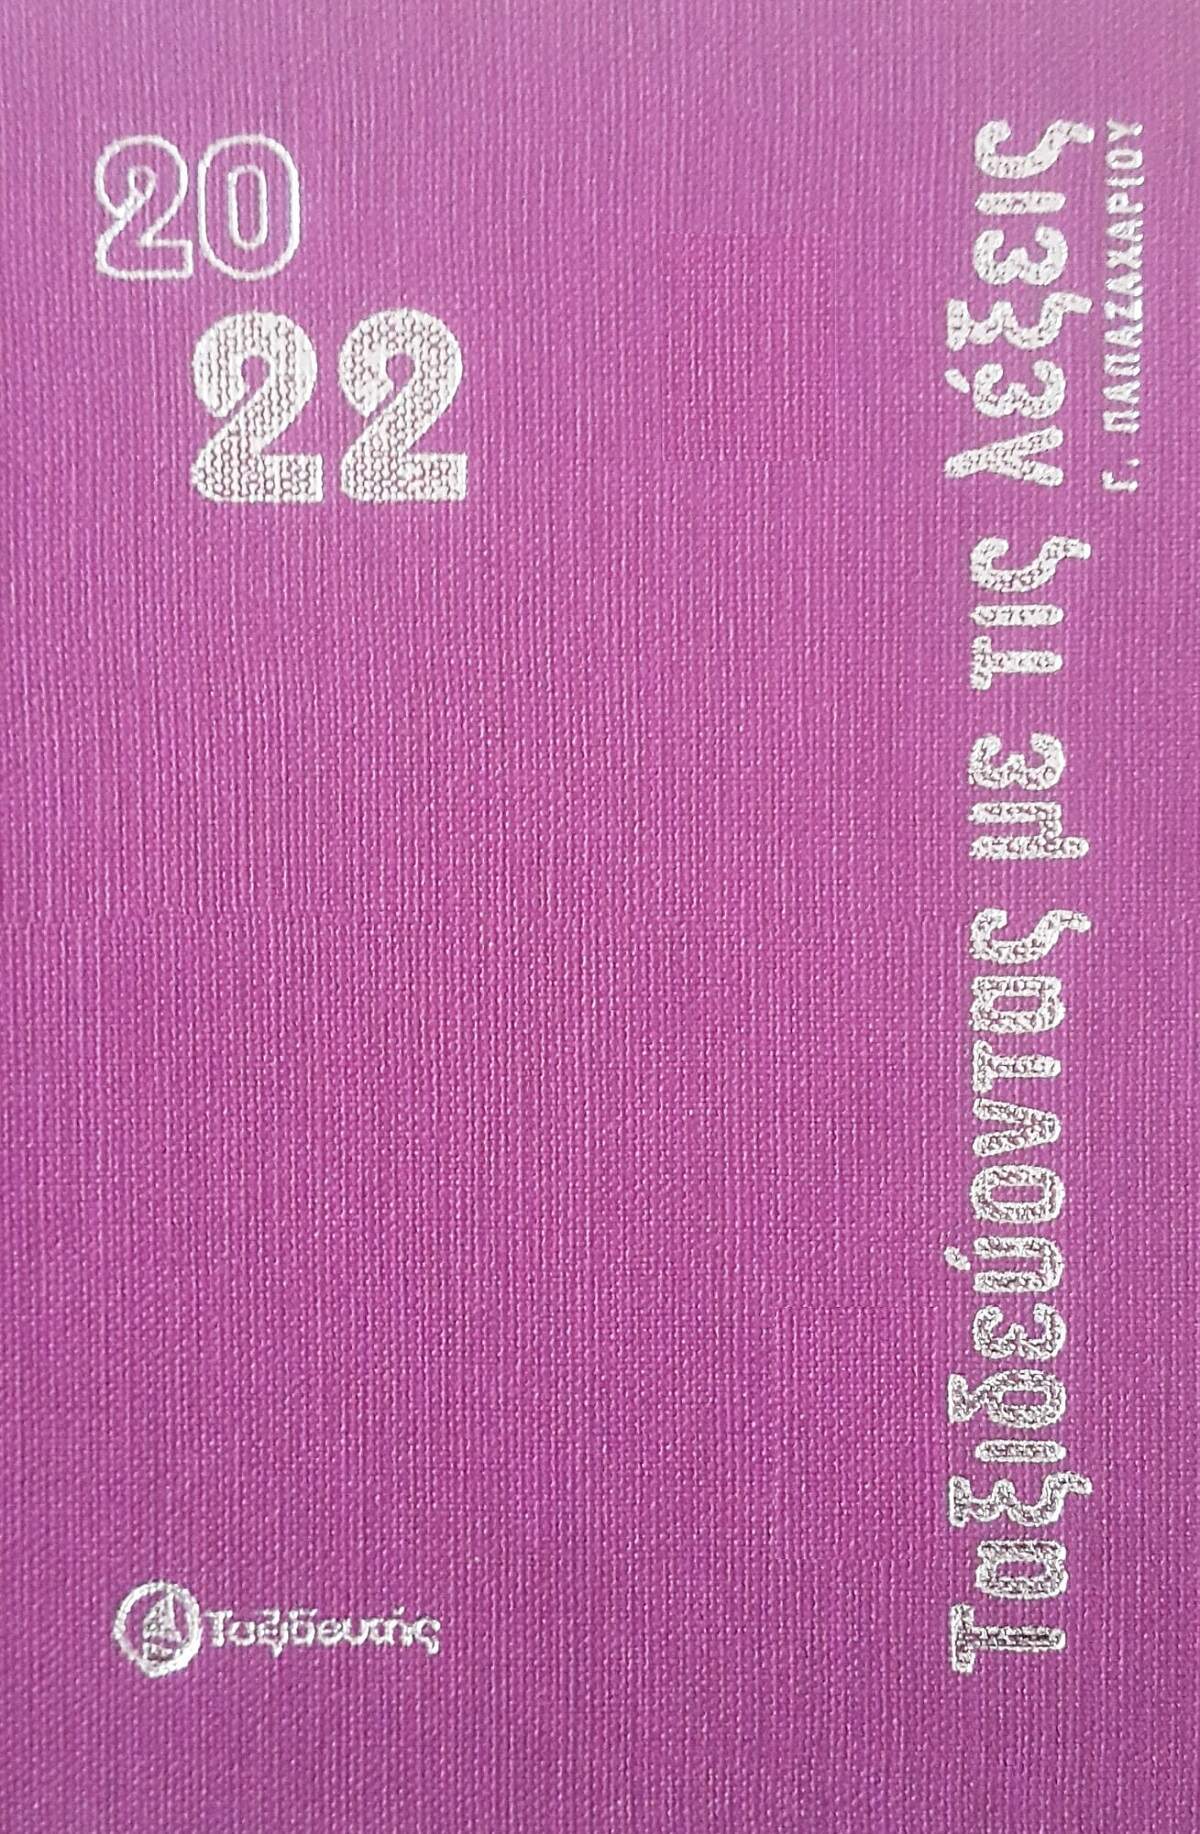 20
22
Ταξιδεύοντας με τις λέξεις
Γ. ΠΑΠΑΖΑΧΑΡΙΟΥ
Ταξιδευτής